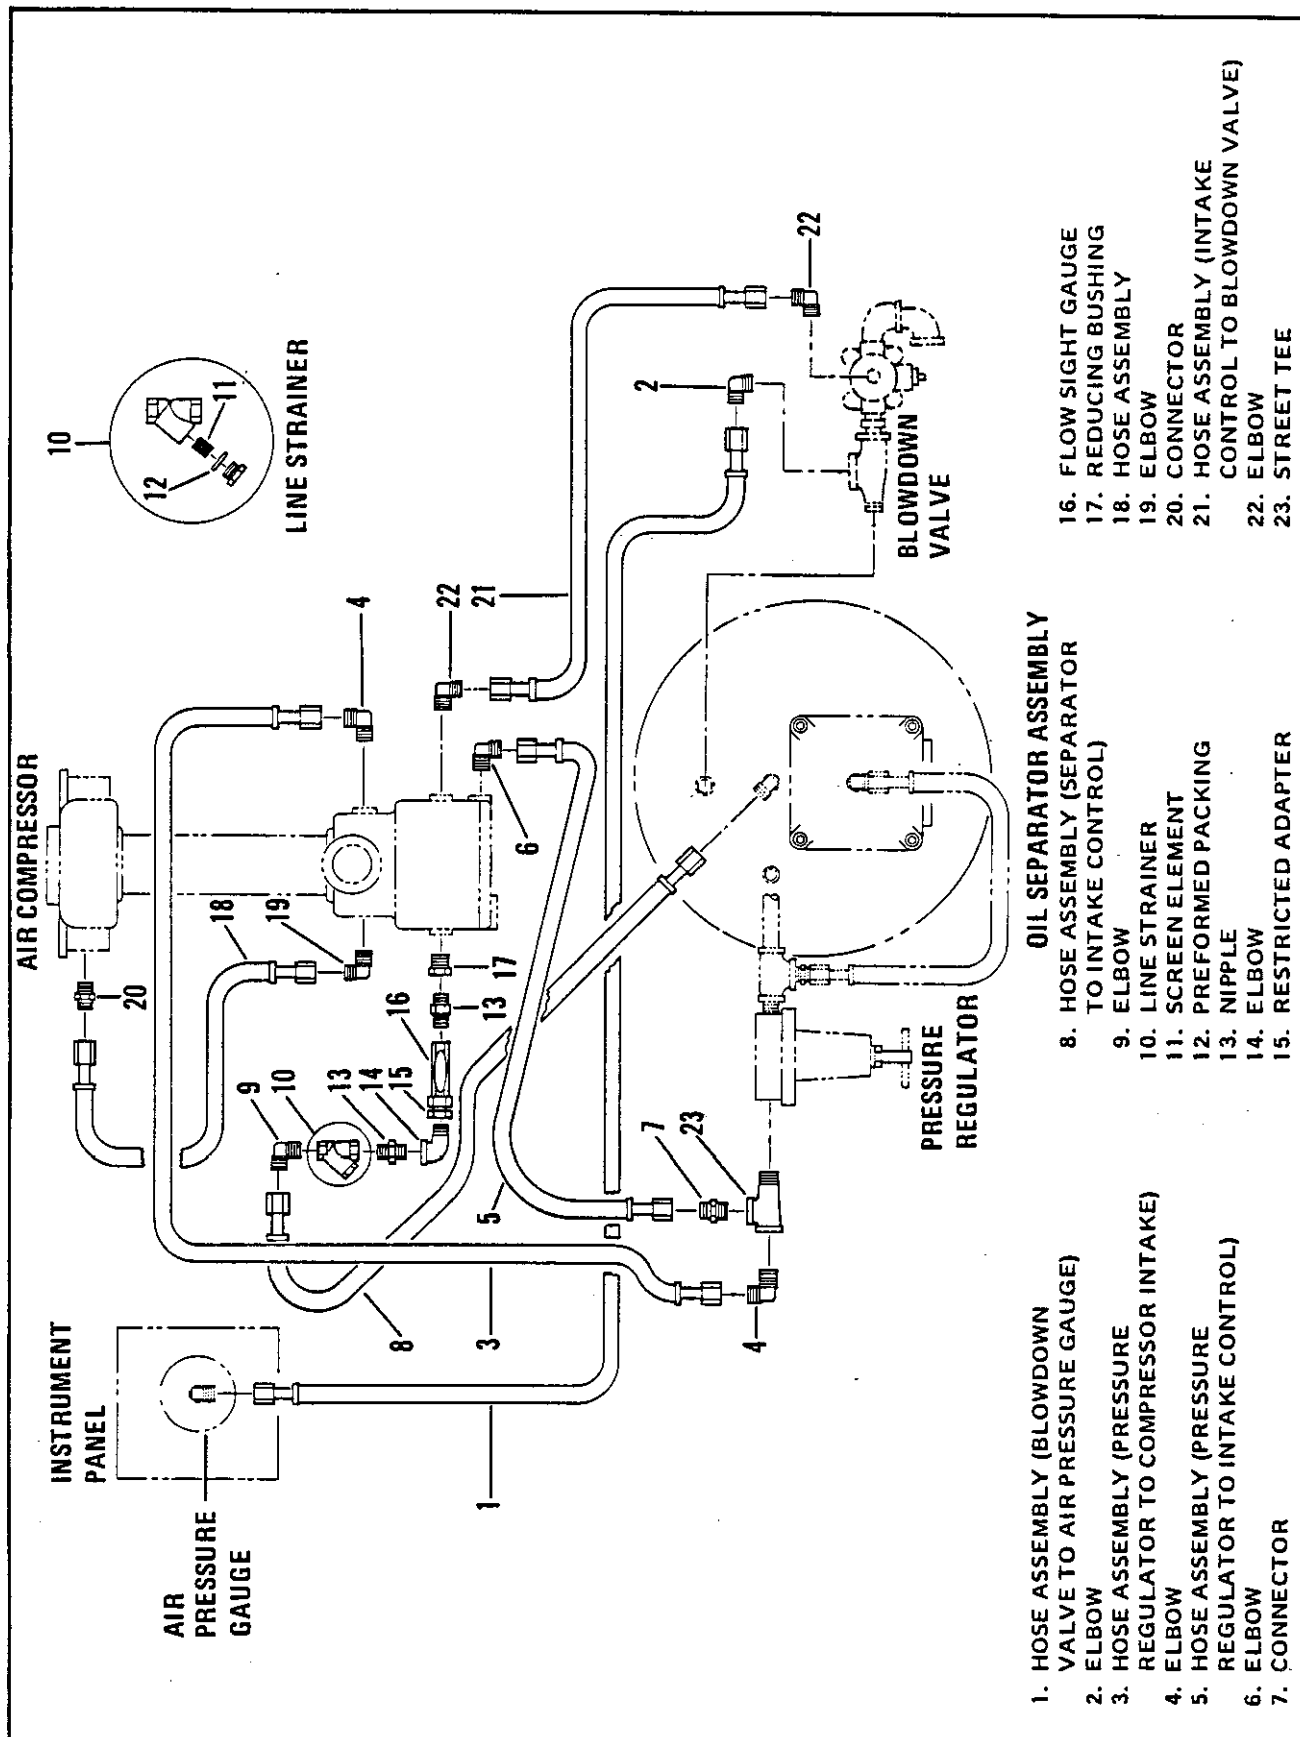 INSTRUMENT
PANEL
AIR
PRESSURE
GAUGE
AIR COMPRESSOR
10
12
11
LINE STRAINER
20
18
19
4
9
10
13
14
15
16
13
17
6
22
21
2
22
8
3
5
1
7
23
4
BLOWDOWN
VALVE
PRESSURE
REGULATOR
OIL SEPARATOR ASSEMBLY
1. HOSE ASSEMBLY (BLOWDOWN
VALVE TO AIR PRESSURE GAUGE)
2. ELBOW
3. HOSE ASSEMBLY (PRESSURE
REGULATOR TO COMPRESSOR INTAKE)
4. ELBOW
5. HOSE ASSEMBLY (PRESSURE
REGULATOR TO INTAKE CONTROL)
6. ELBOW
7. CONNECTOR
8. HOSE ASSEMBLY (SEPARATOR
TO INTAKE CONTROL)
9. ELBOW
10. LINE STRAINER
11. SCREEN ELEMENT
12. PREFORMED PACKING
13. NIPPLE
14. ELBOW
15. RESTRICTED ADAPTER
16. FLOW SIGHT GAUGE
17. REDUCING BUSHING
18. HOSE ASSEMBLY
19. ELBOW
20. CONNECTOR
21. HOSE ASSEMBLY (INTAKE
CONTROL TO BLOWDOWN VALVE)
22. ELBOW
23. STREET TEE